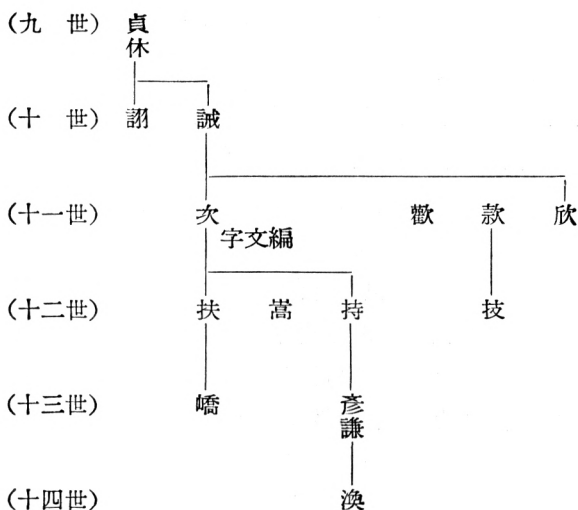 (九 世) 貞休
(十 世) 詡 誠
(十一世) 次 歡 款 欣
字文編
(十二世) 扶 嵩 持 技
(十三世) 嶠 彥謙
(十四世) 渙